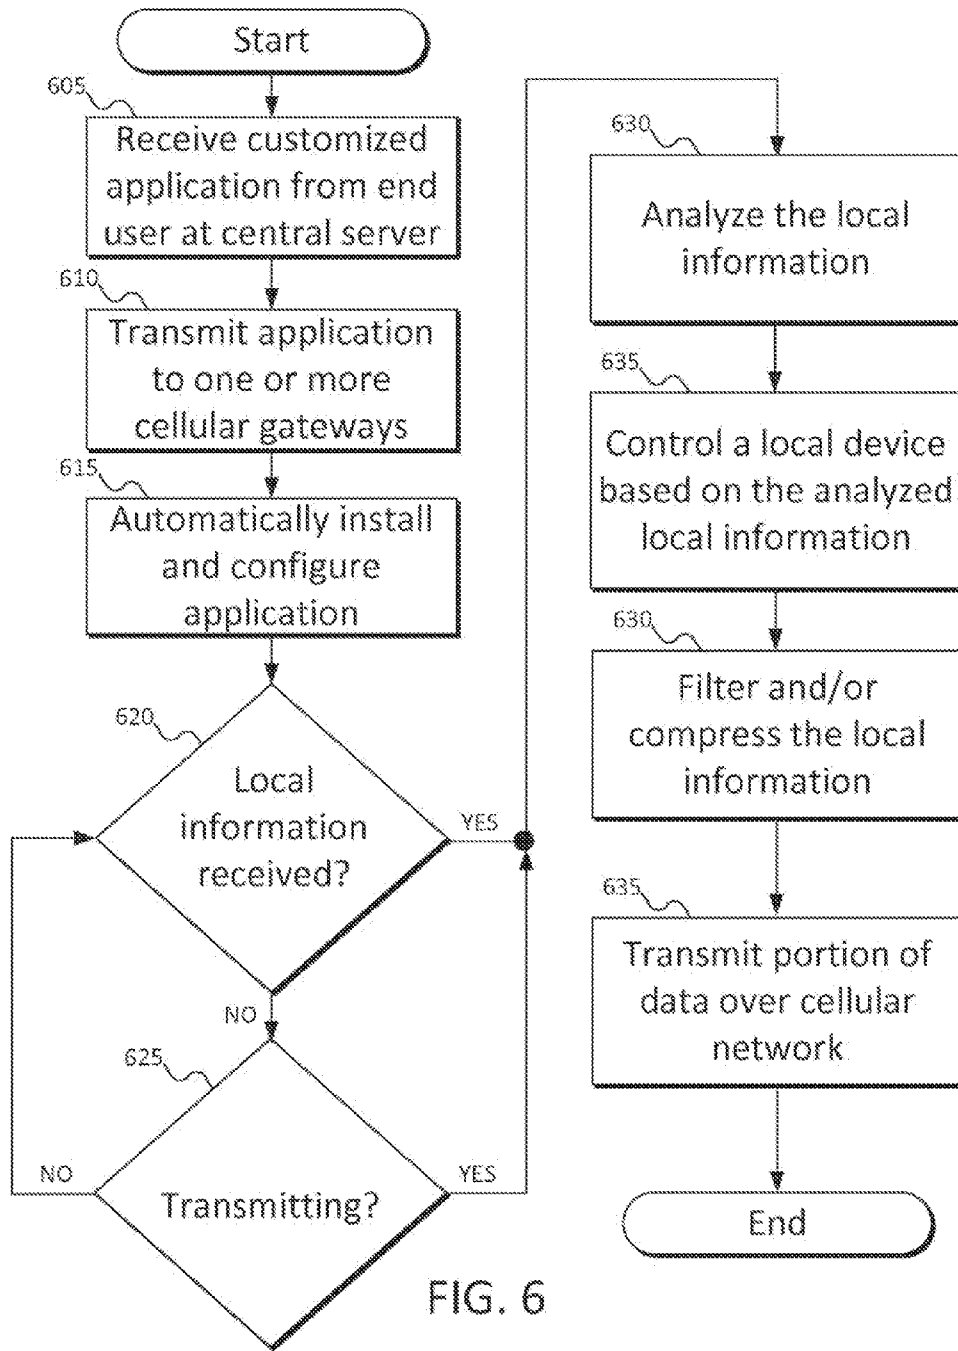 Start
605
Receive customized
application from end
user at central server
610
Transmit application
to one or more
cellular gateways
615
Automatically install
and configure
application
620
Local
information
received?
YES
NO
625
Transmitting?
NO
YES
630
Analyze the local
information
635
Control a local device
based on the analyzed
local information
630
Filter and/or
compress the local
information
635
Transmit portion of
data over cellular
network
End
FIG. 6